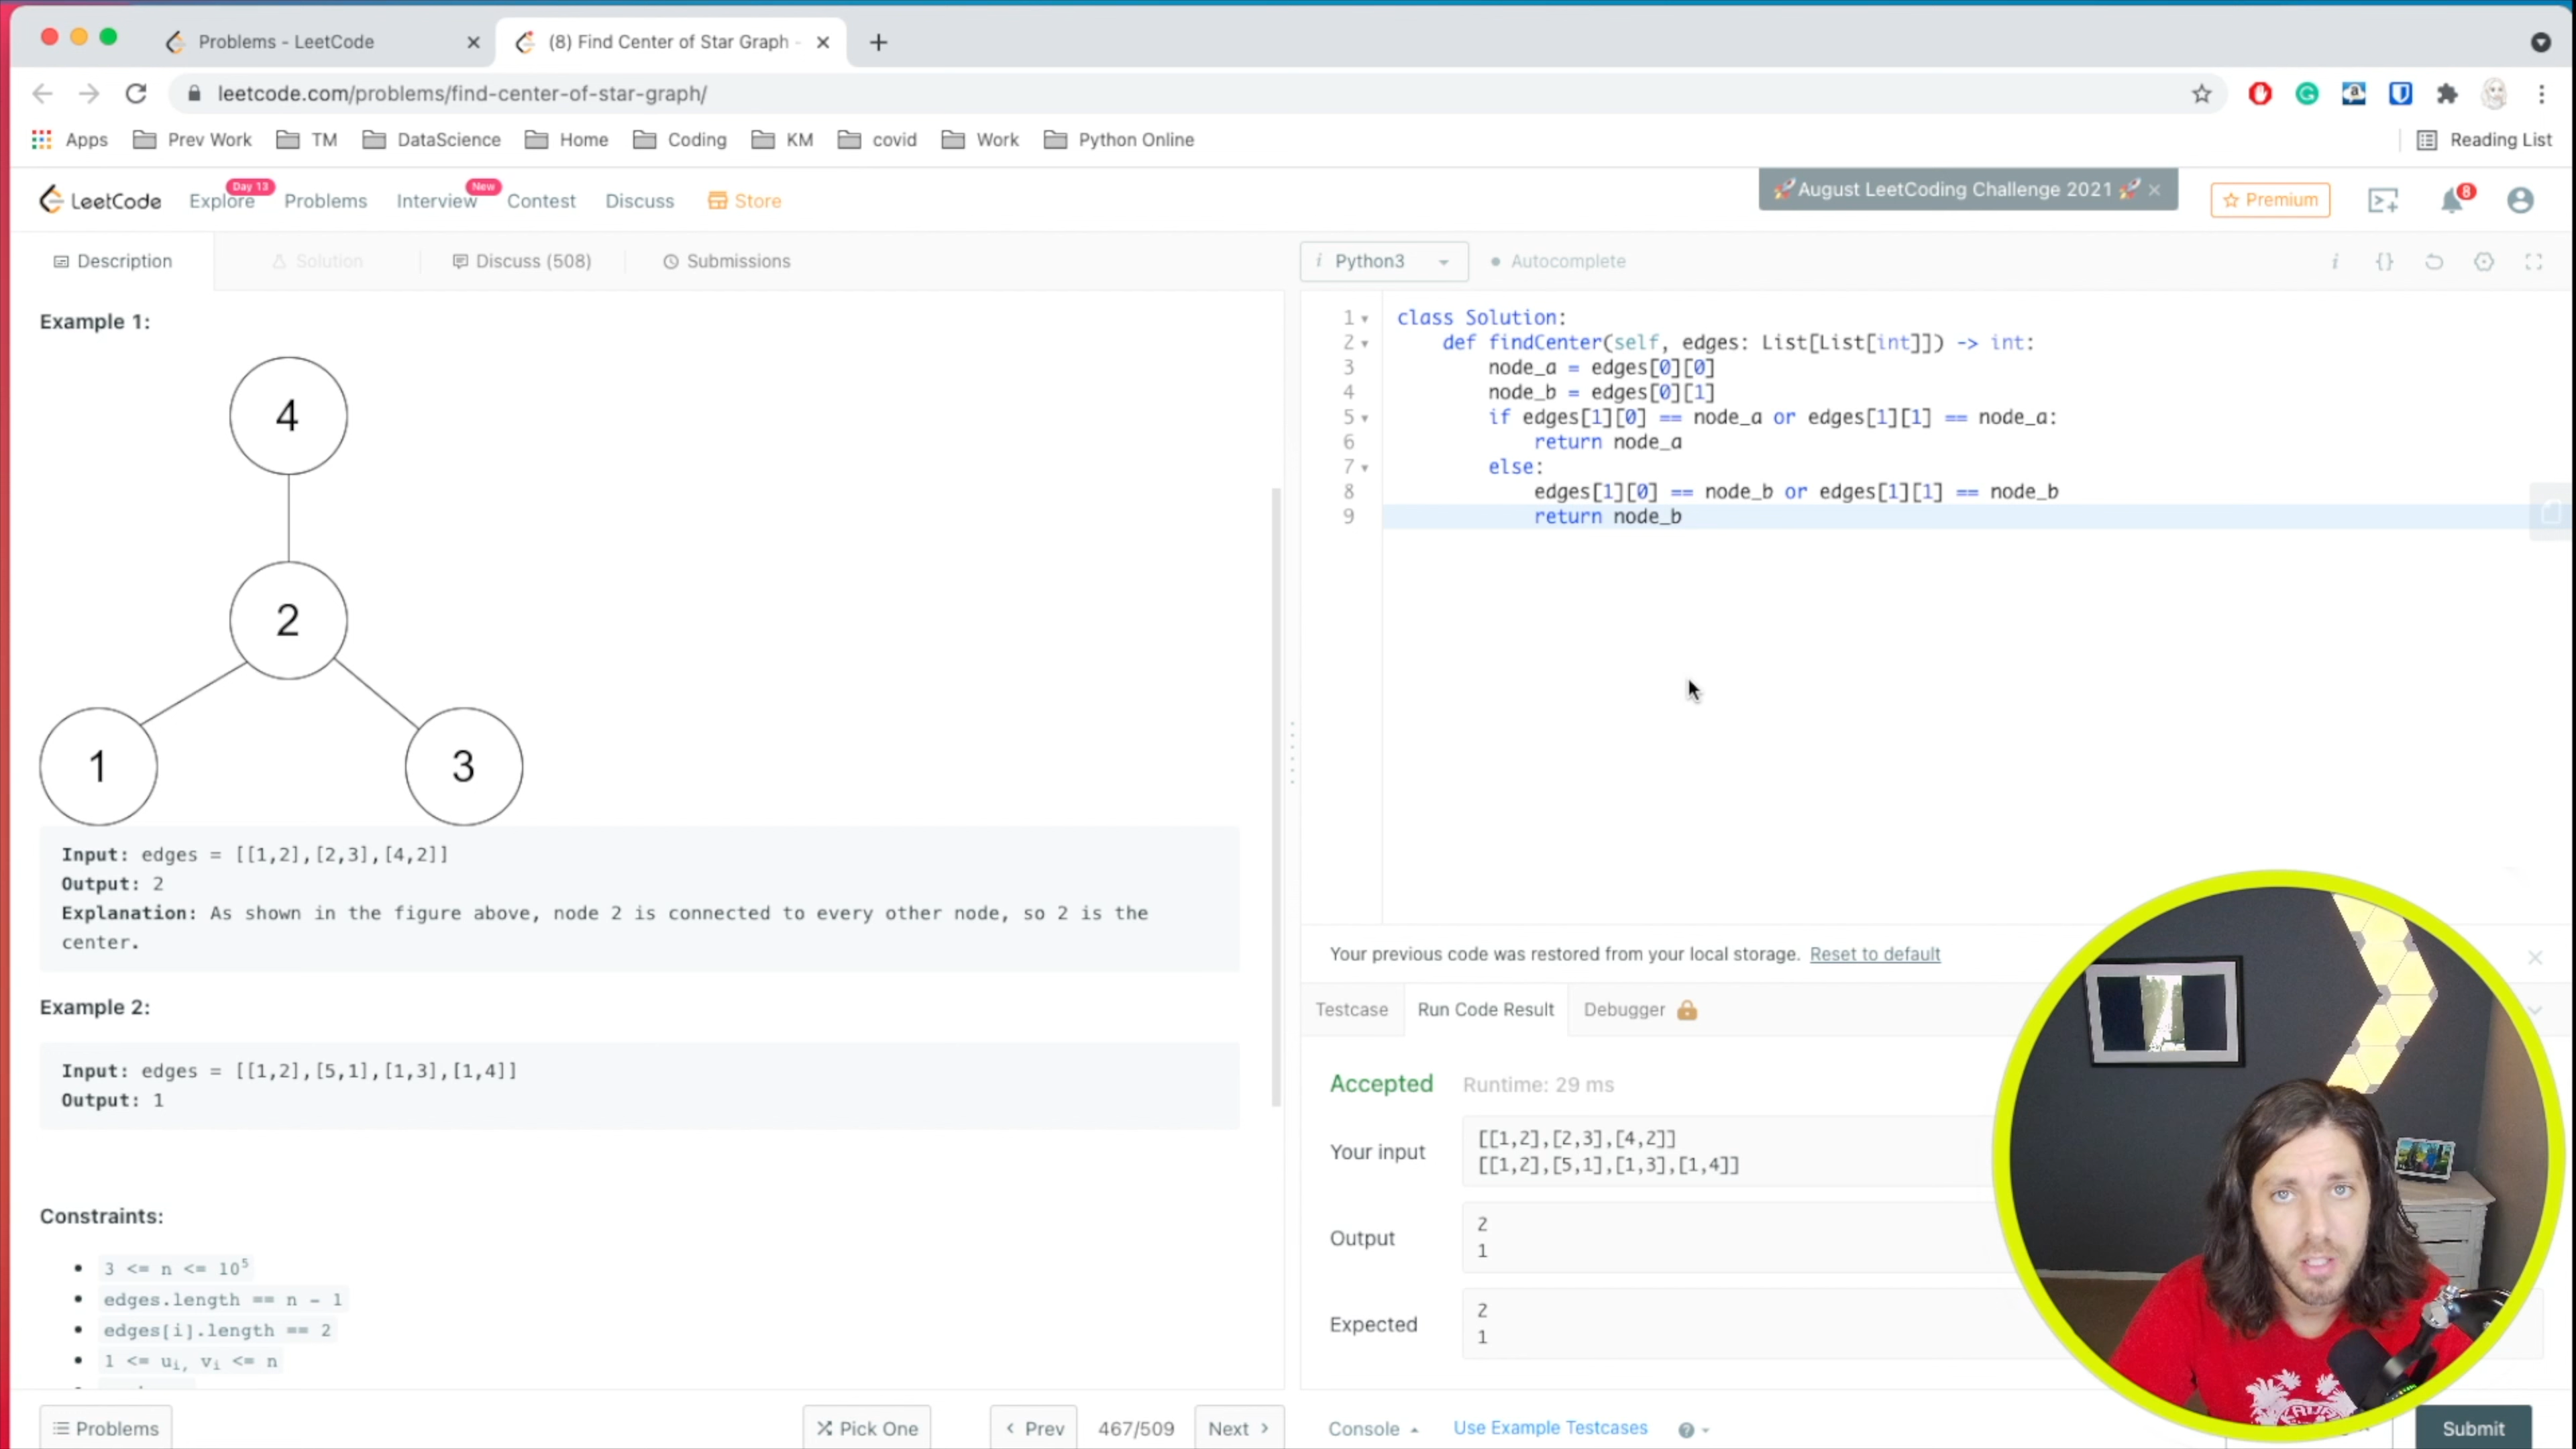 Problems - LeetCode
(8) Find Center of Star Graph -
leetcode.com/problems/find-center-of-star-graph/
Apps Prev Work TM DataScience Home Coding KM covid Work Python Online Reading List
LeetCode Explore Day 13 Problems Interview New Contest Discuss Store
🚀August LeetCoding Challenge 2021🚀 Premium 8
Description Solution Discuss (508) Submissions
i Python3 Autocomplete i {}
Example 1:
4
2
1 3
Input: edges = [[1,2],[2,3],[4,2]]
Output: 2
Explanation: As shown in the figure above, node 2 is connected to every other node, so 2 is the
center.
Example 2:
Input: edges = [[1,2],[5,1],[1,3],[1,4]]
Output: 1
Constraints:
3 <= n <= 10⁵
edges.length == n - 1
edges[i].length == 2
1 <= uᵢ, vᵢ <= n
Problems Pick One Prev 467/509 Next
1 class Solution:
2 def findCenter(self, edges: List[List[int]]) -> int:
3 node_a = edges[0][0]
4 node_b = edges[0][1]
5 if edges[1][0] == node_a or edges[1][1] == node_a:
6 return node_a
7 else:
8 edges[1][0] == node_b or edges[1][1] == node_b
9 return node_b
Your previous code was restored from your local storage. Reset to default
Testcase Run Code Result Debugger
Accepted Runtime: 29 ms
Your input
[[1,2],[2,3],[4,2]]
[[1,2],[5,1],[1,3],[1,4]]
Output
2
1
Expected
2
1
Console Use Example Testcases ? Submit